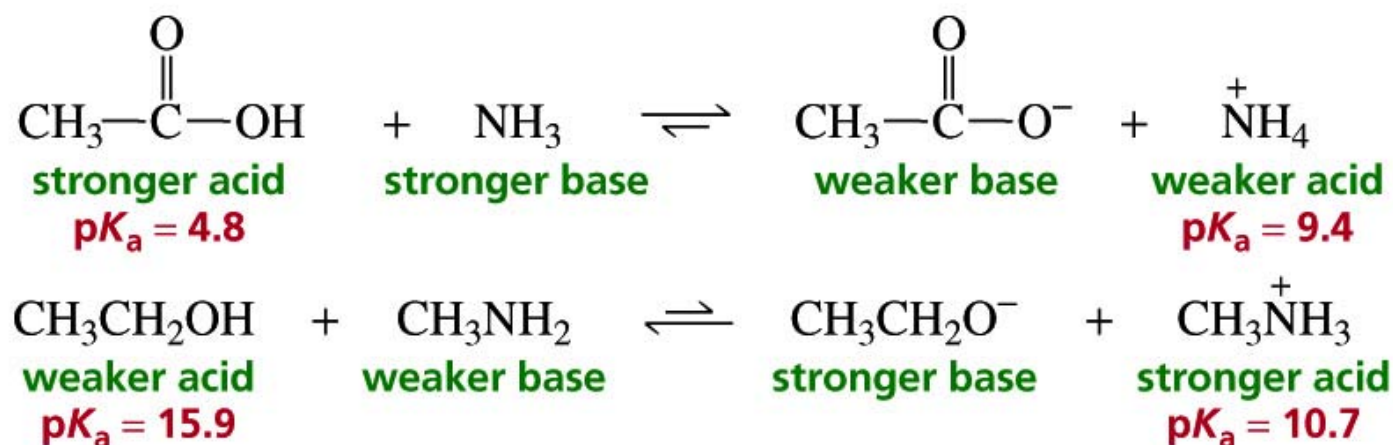 O O
CH₃—C—OH + NH₃ ⇌ CH₃—C—O⁻ + N⁺H₄
stronger acid stronger base weaker base weaker acid
pKₐ = 4.8 pKₐ = 9.4
CH₃CH₂OH + CH₃NH₂ ⇌ CH₃CH₂O⁻ + CH₃N⁺H₃
weaker acid weaker base stronger base stronger acid
pKₐ = 15.9 pKₐ = 10.7